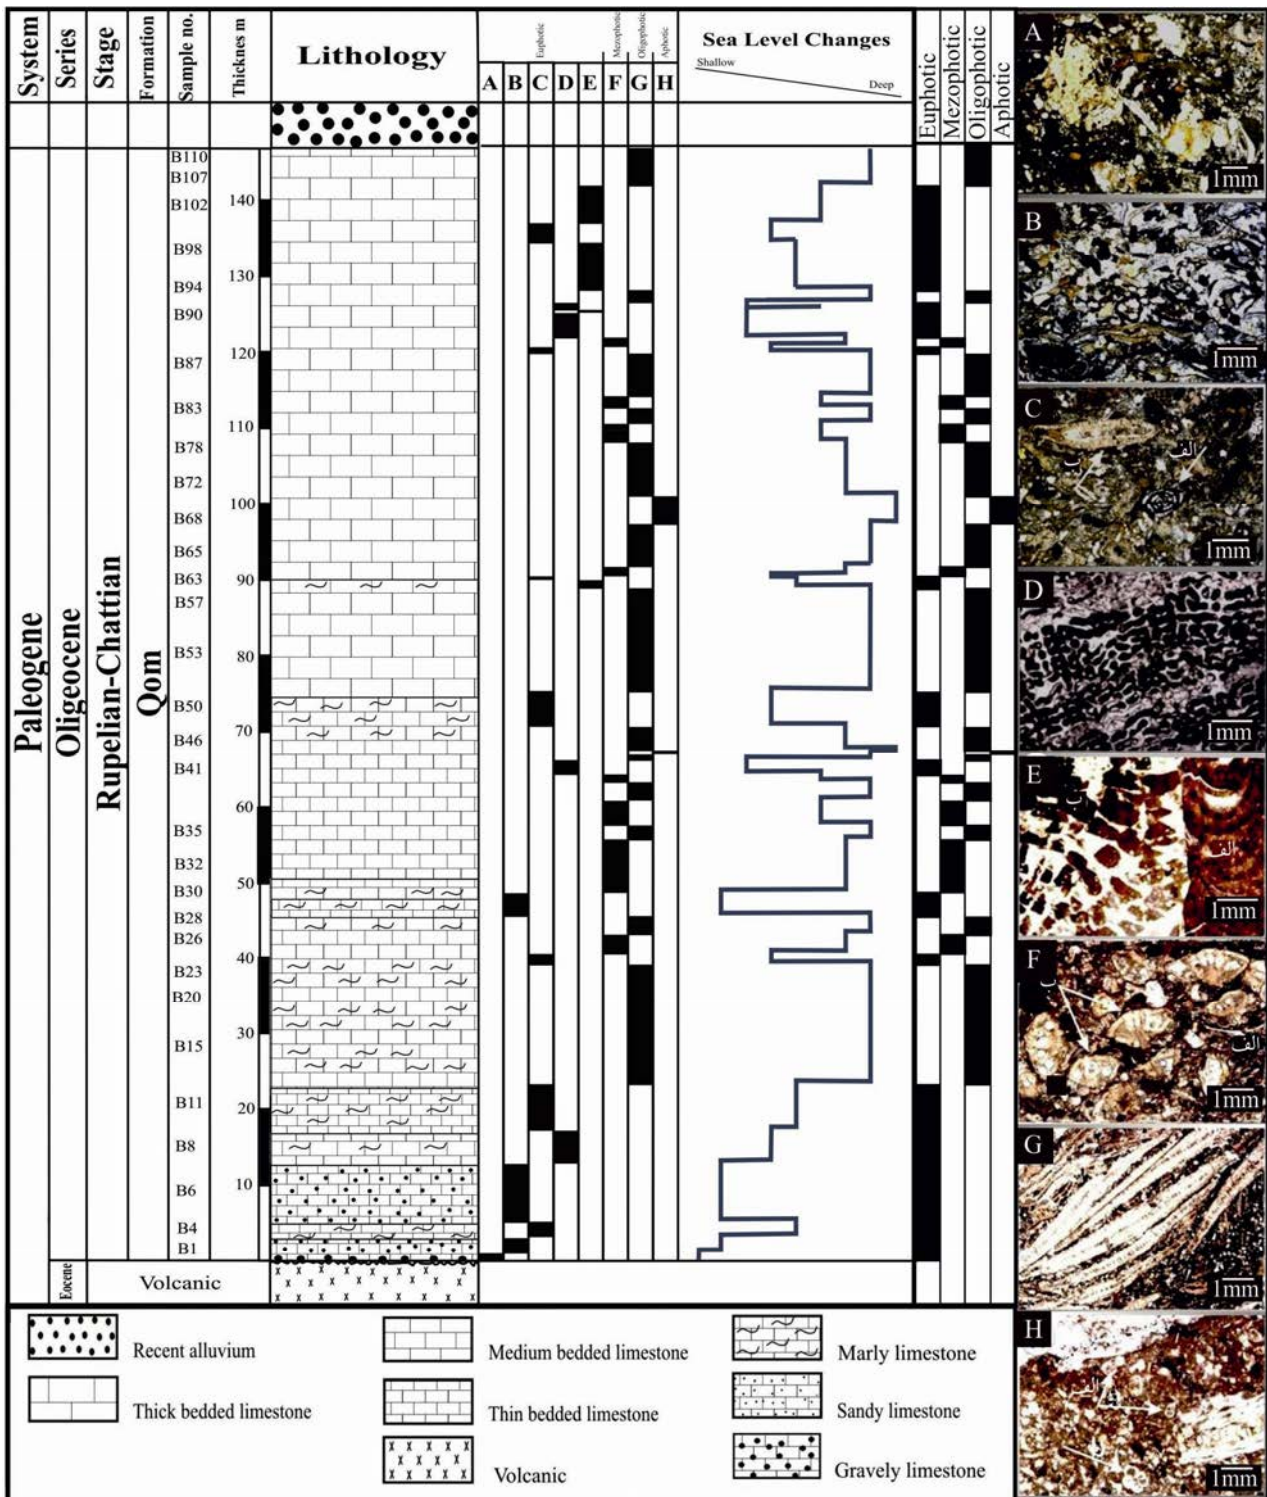 System
Series
Stage
Formation
Sample no.
Thicknes m
Lithology
Euphotic
Mesophotic
Oligophotic
Aphotic
A B C D E F G H
Sea Level Changes
Shallow
Deep
Euphotic
Mezophotic
Oligophotic
Aphotic
Paleogene
Oligeocene
Rupelian-Chattian
Qom
B110
B107
B102
B98
B94
B90
B87
B83
B78
B72
B68
B65
B63
B57
B53
B50
B46
B41
B35
B32
B30
B28
B26
B23
B20
B15
B11
B8
B6
B4
B1
140
130
120
110
100
90
80
70
60
50
40
30
20
10
Eocene
Volcanic
A
1mm
B
1mm
C
ب
الف
1mm
D
1mm
E
ب
الف
1mm
F
ب
الف
1mm
G
1mm
H
1mm
Recent alluvium
Medium bedded limestone
Marly limestone
Thick bedded limestone
Thin bedded limestone
Sandy limestone
Volcanic
Gravely limestone